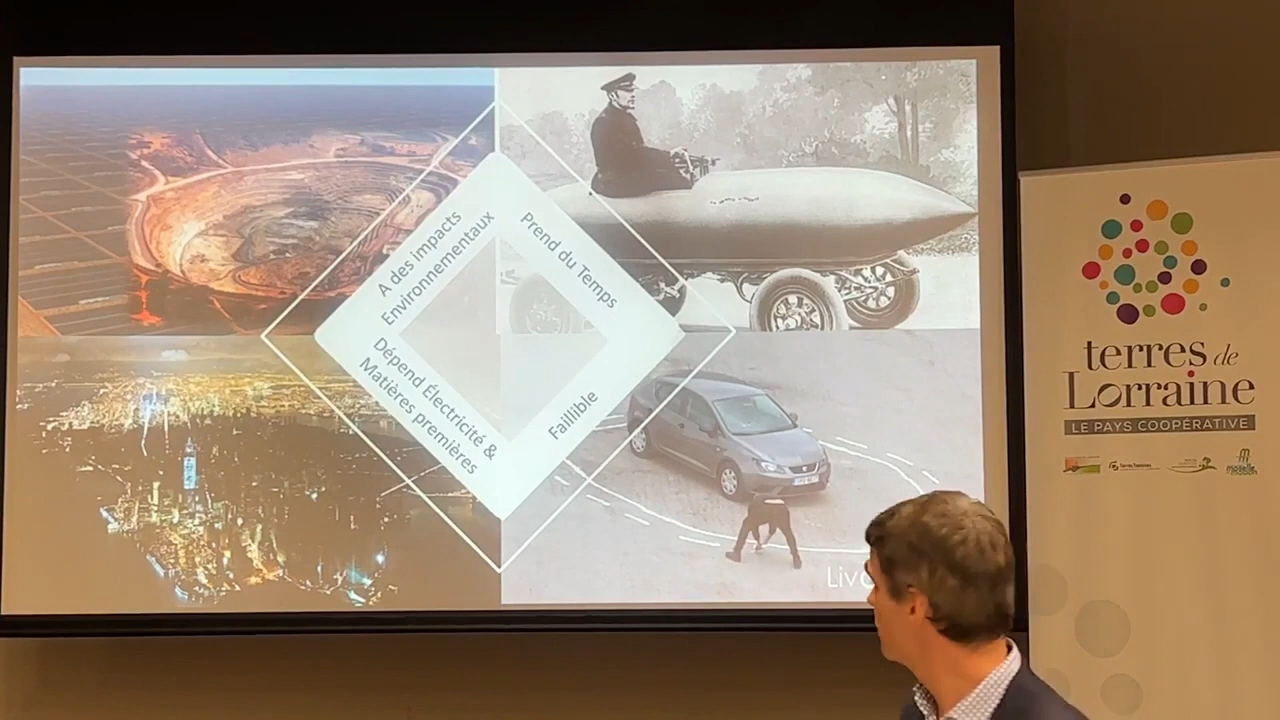 A des impacts
Environnementaux
Prend du Temps
Dépend Électricité &
Matières premières
Faillible
terres de
Lorraine
LE PAYS COOPÉRATIVE